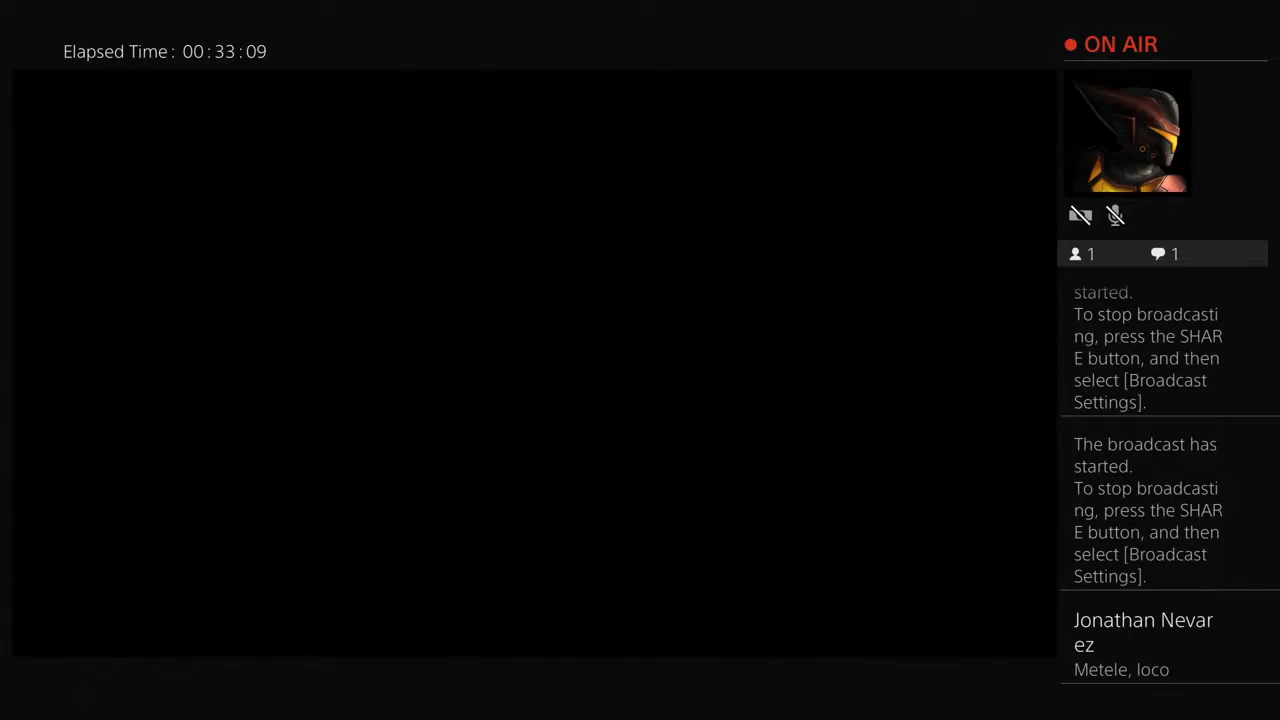 Elapsed Time: 00:33:09
ON AIR
1 1
started.
To stop broadcasti
ng, press the SHAR
E button, and then
select [Broadcast
Settings].
The broadcast has
started.
To stop broadcasti
ng, press the SHAR
E button, and then
select [Broadcast
Settings].
Jonathan Nevar
ez
Metele, loco